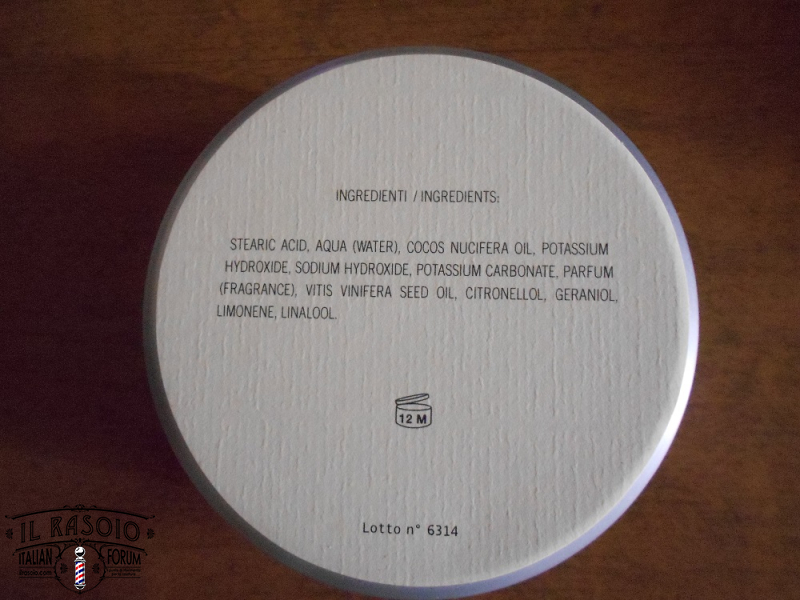 INGREDIENTI / INGREDIENTS:
STEARIC ACID, AQUA (WATER), COCOS NUCIFERA OIL, POTASSIUM
HYDROXIDE, SODIUM HYDROXIDE, POTASSIUM CARBONATE, PARFUM
(FRAGRANCE), VITIS VINIFERA SEED OIL, CITRONELLOL, GERANIOL,
LIMONENE, LINALOOL.
12 M
Lotto n° 6314
IL RASOIO
ITALIAN FORUM